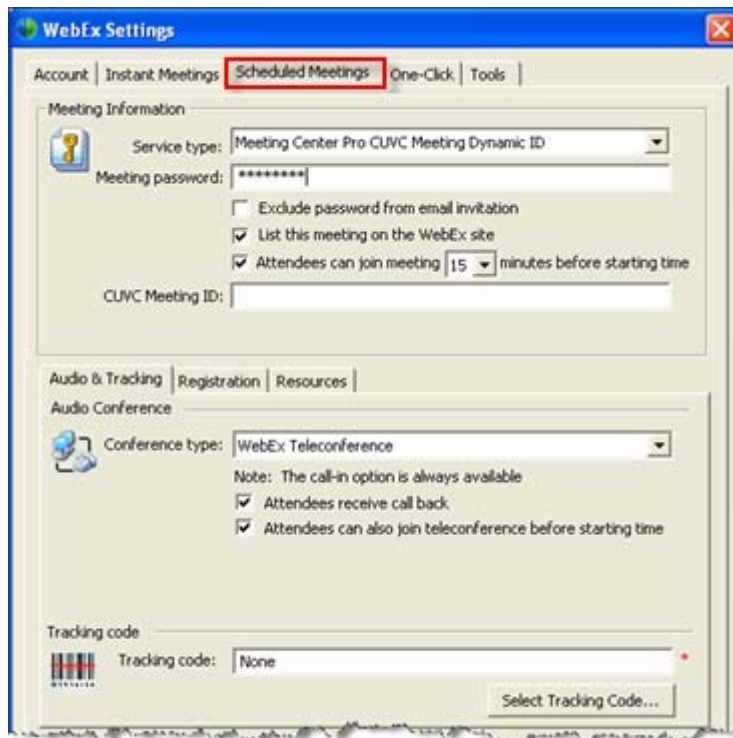 WebEx Settings
Account Instant Meetings Scheduled Meetings One-Click Tools
Meeting Information
Service type: Meeting Center Pro CUVC Meeting Dynamic ID
Meeting password: ********
Exclude password from email invitation
List this meeting on the WebEx site
Attendees can join meeting 15 minutes before starting time
CUVC Meeting ID:
Audio & Tracking Registration Resources
Audio Conference
Conference type: WebEx Teleconference
Note: The call-in option is always available
Attendees receive call back
Attendees can also join teleconference before starting time
Tracking code
Tracking code: None *
Select Tracking Code...